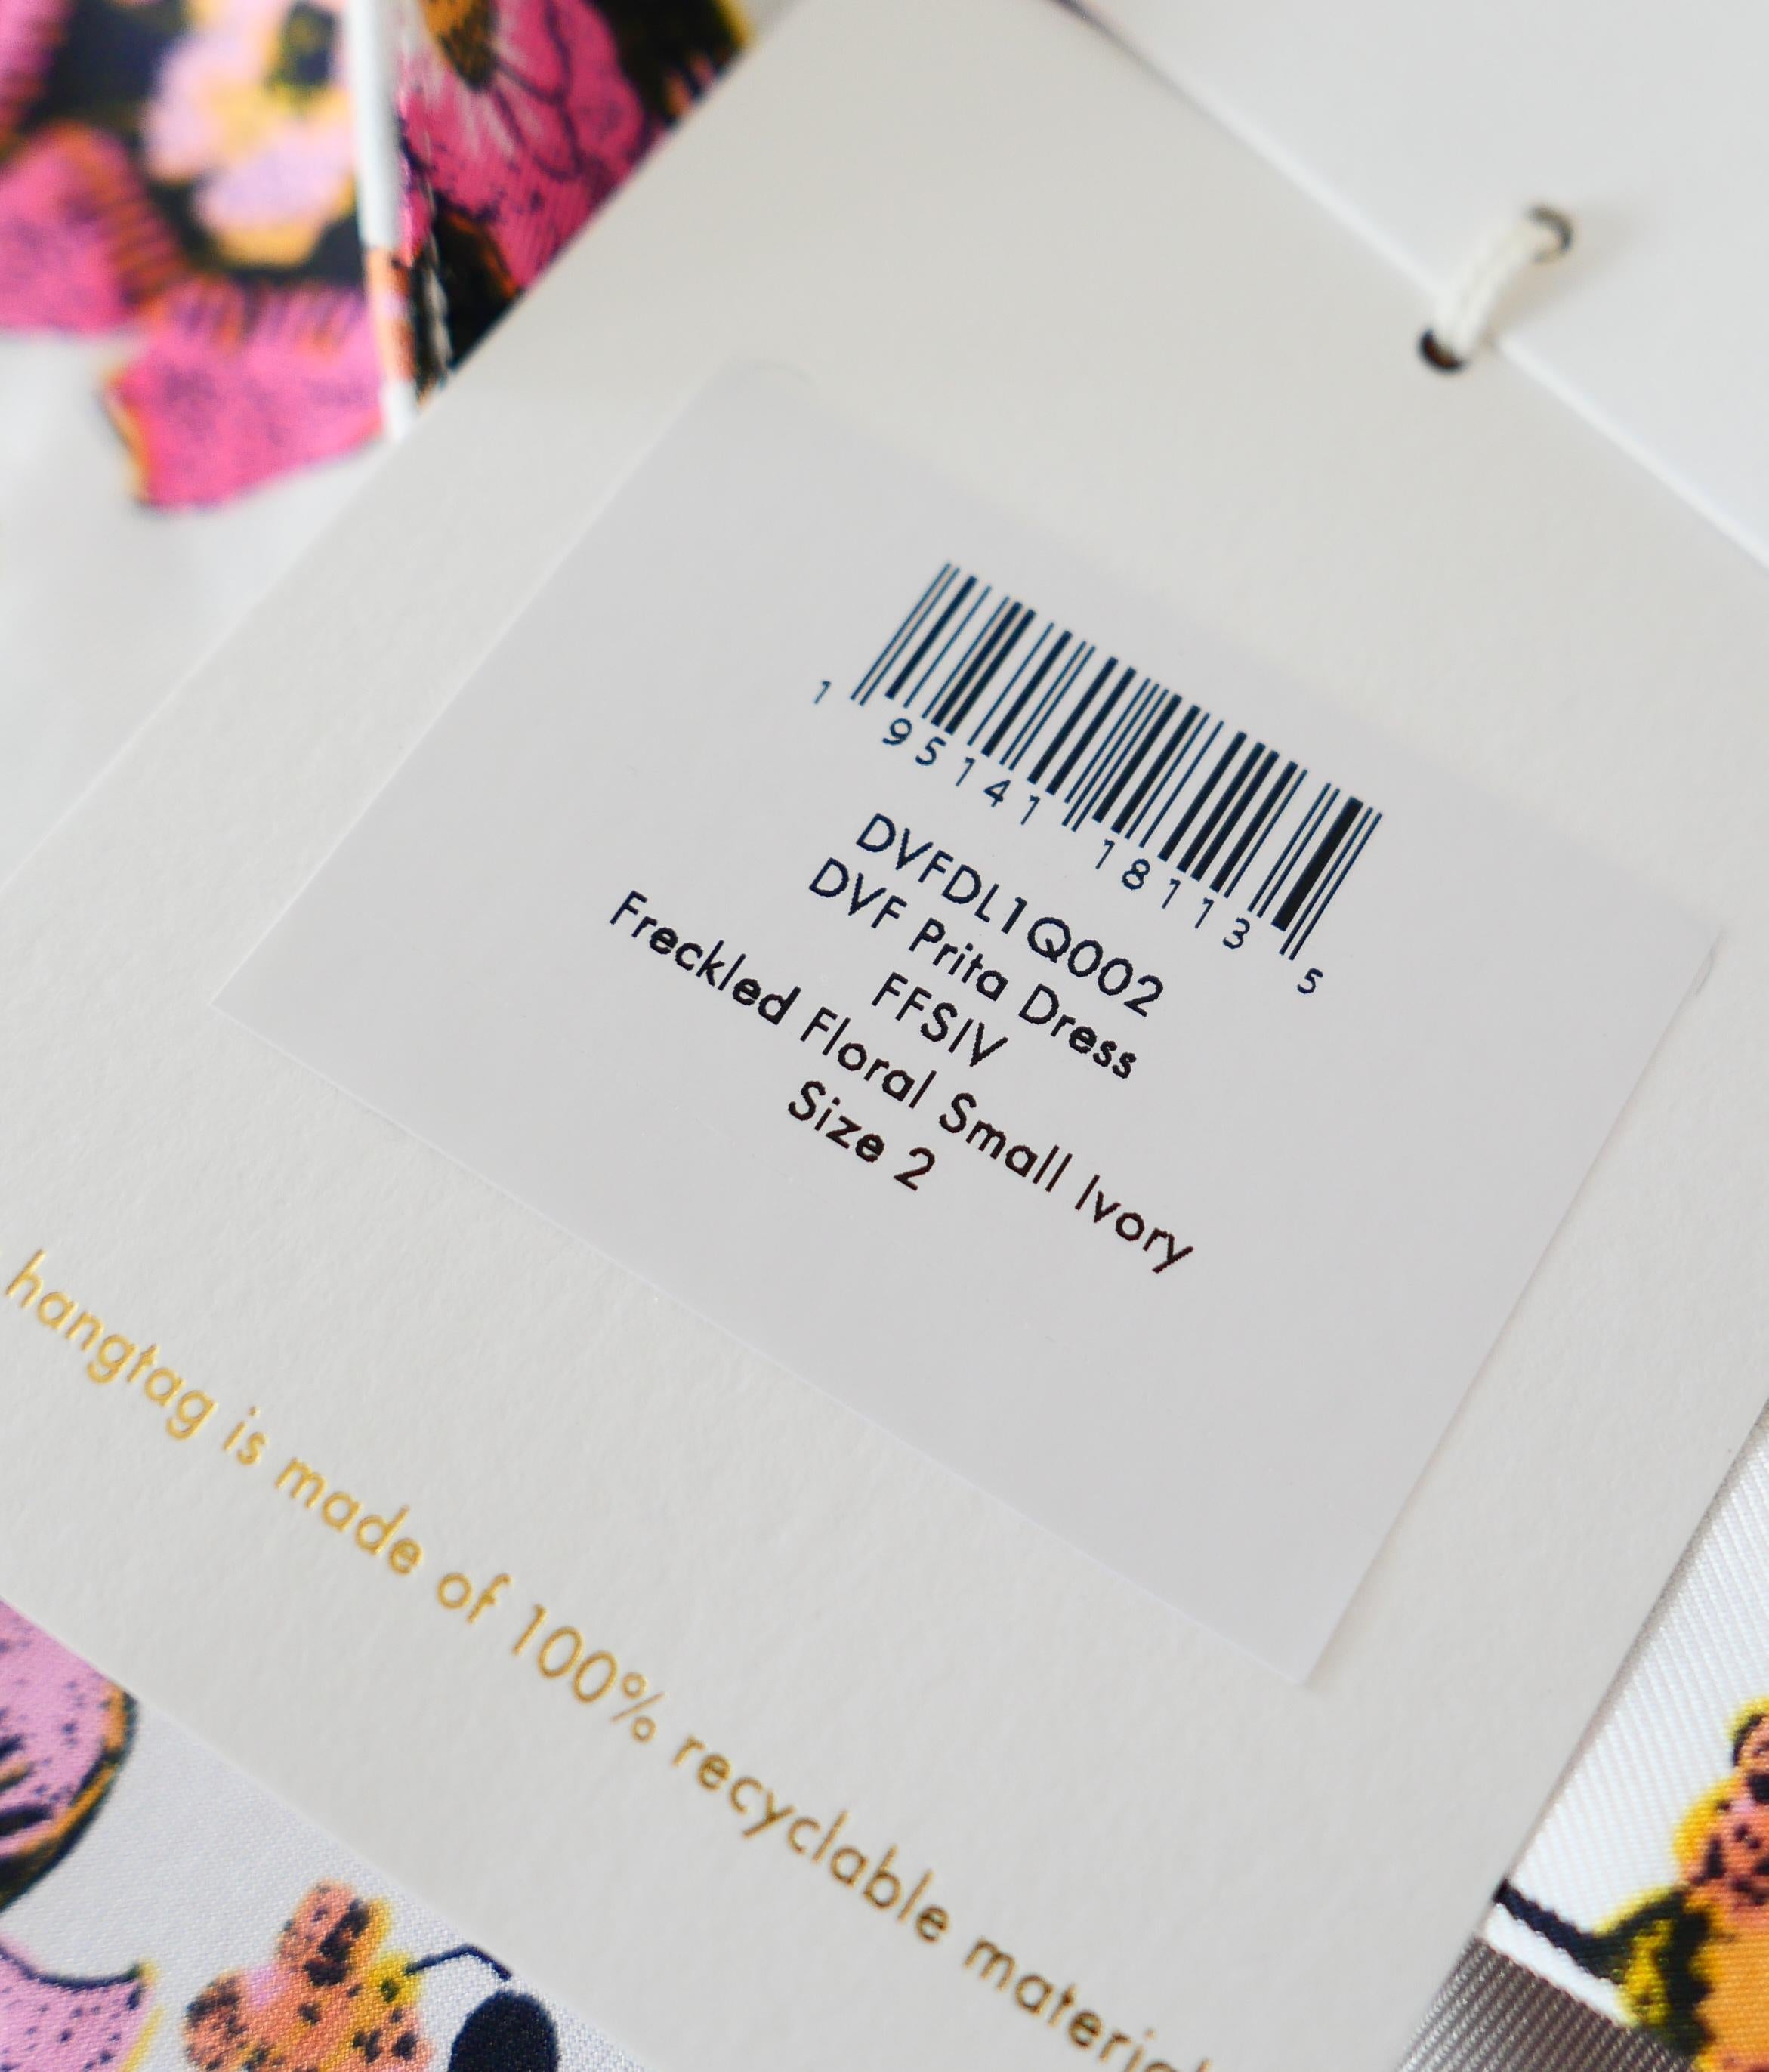 1 95141 18113 5
DVFDL1Q002
DVF Prita Dress
FFSIV
Freckled Floral Small Ivory
Size 2
hangtag is made of 100% recyclable material